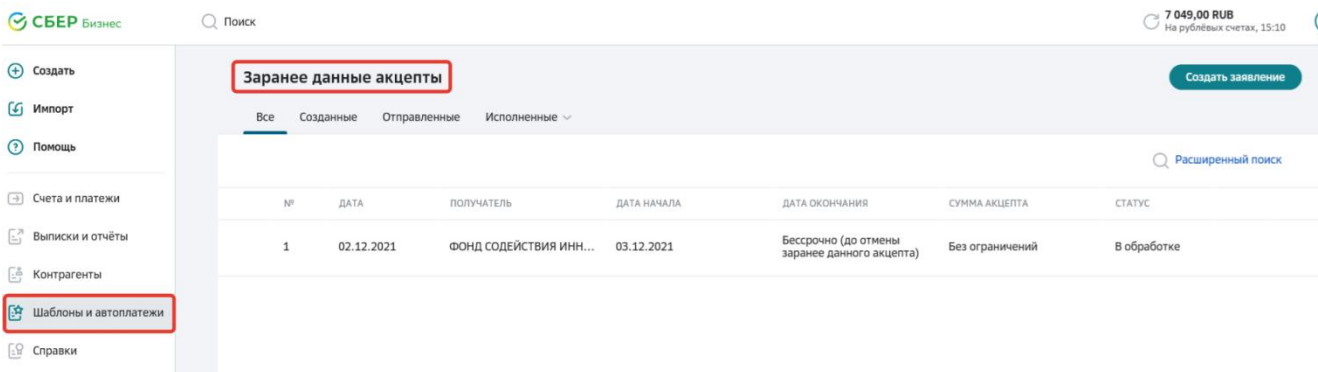 СБЕР Бизнес
Поиск
7 049,00 RUB
На рублёвых счетах, 15:10
Создать
Импорт
Помощь
Счета и платежи
Выписки и отчёты
Контрагенты
Шаблоны и автоплатежи
Справки
Заранее данные акцепты
Создать заявление
Все Созданные Отправленные Исполненные
Расширенный поиск
№ ДАТА ПОЛУЧАТЕЛЬ ДАТА НАЧАЛА ДАТА ОКОНЧАНИЯ СУММА АКЦЕПТА СТАТУС
1 02.12.2021 ФОНД СОДЕЙСТВИЯ ИНН... 03.12.2021 Бессрочно (до отмены заранее данного акцепта) Без ограничений В обработке